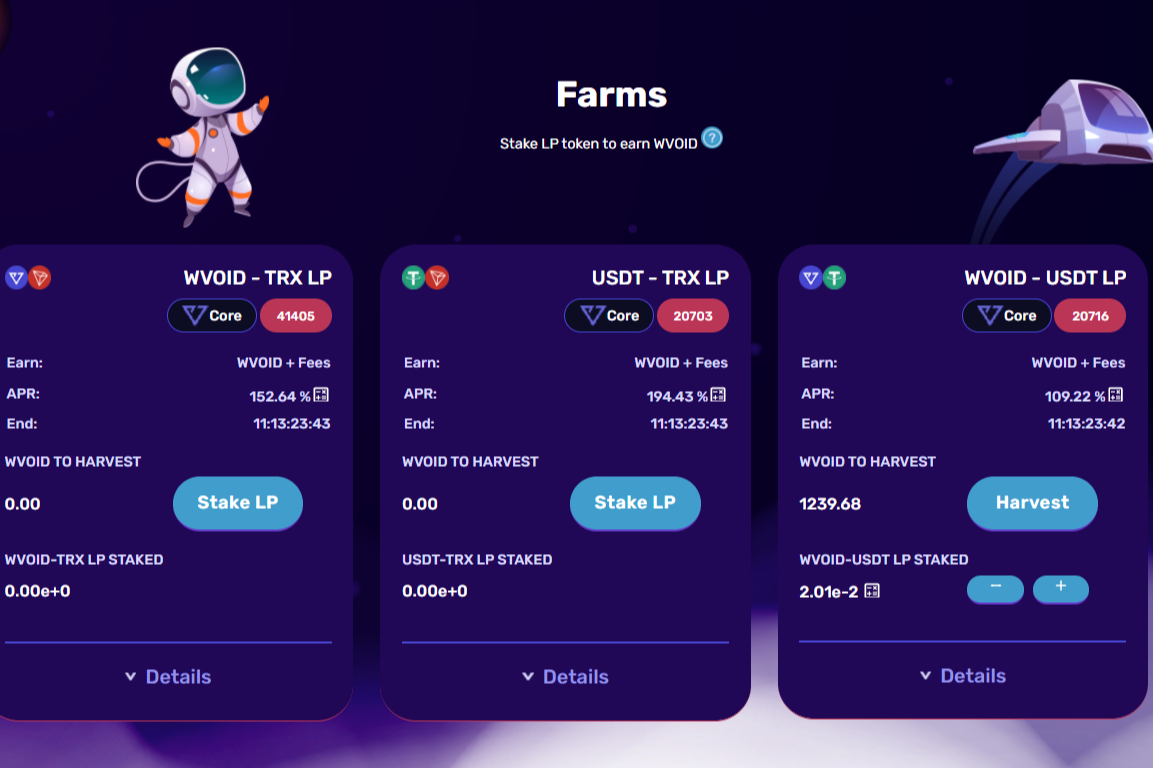 Farms
Stake LP token to earn WVOID ?
WVOID - TRX LP
Core 41405
Earn: WVOID + Fees
APR: 152.64 %
End: 11:13:23:43
WVOID TO HARVEST
0.00 Stake LP
WVOID-TRX LP STAKED
0.00e+0
Details
USDT - TRX LP
Core 20703
Earn: WVOID + Fees
APR: 194.43 %
End: 11:13:23:43
WVOID TO HARVEST
0.00 Stake LP
USDT-TRX LP STAKED
0.00e+0
Details
WVOID - USDT LP
Core 20716
Earn: WVOID + Fees
APR: 109.22 %
End: 11:13:23:42
WVOID TO HARVEST
1239.68 Harvest
WVOID-USDT LP STAKED
2.01e-2 − +
Details